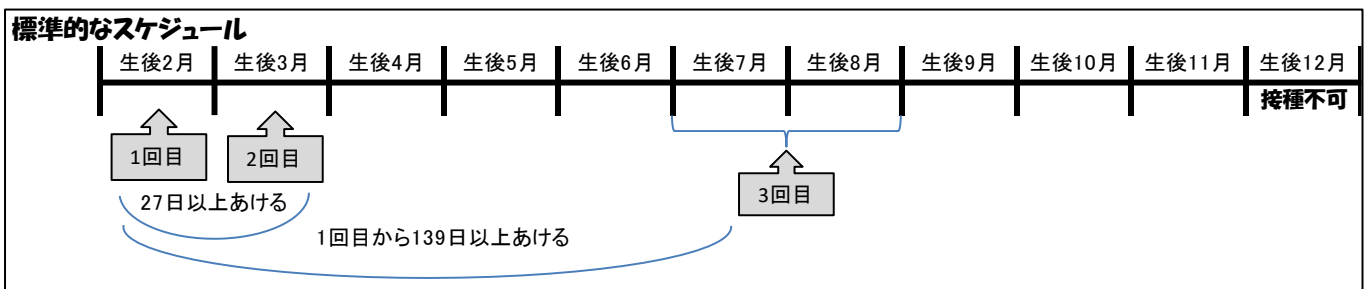 標準的なスケジュール
生後2月 生後3月 生後4月 生後5月 生後6月 生後7月 生後8月 生後9月 生後10月 生後11月 生後12月
接種不可
1回目 2回目
3回目
27日以上あける
1回目から139日以上あける